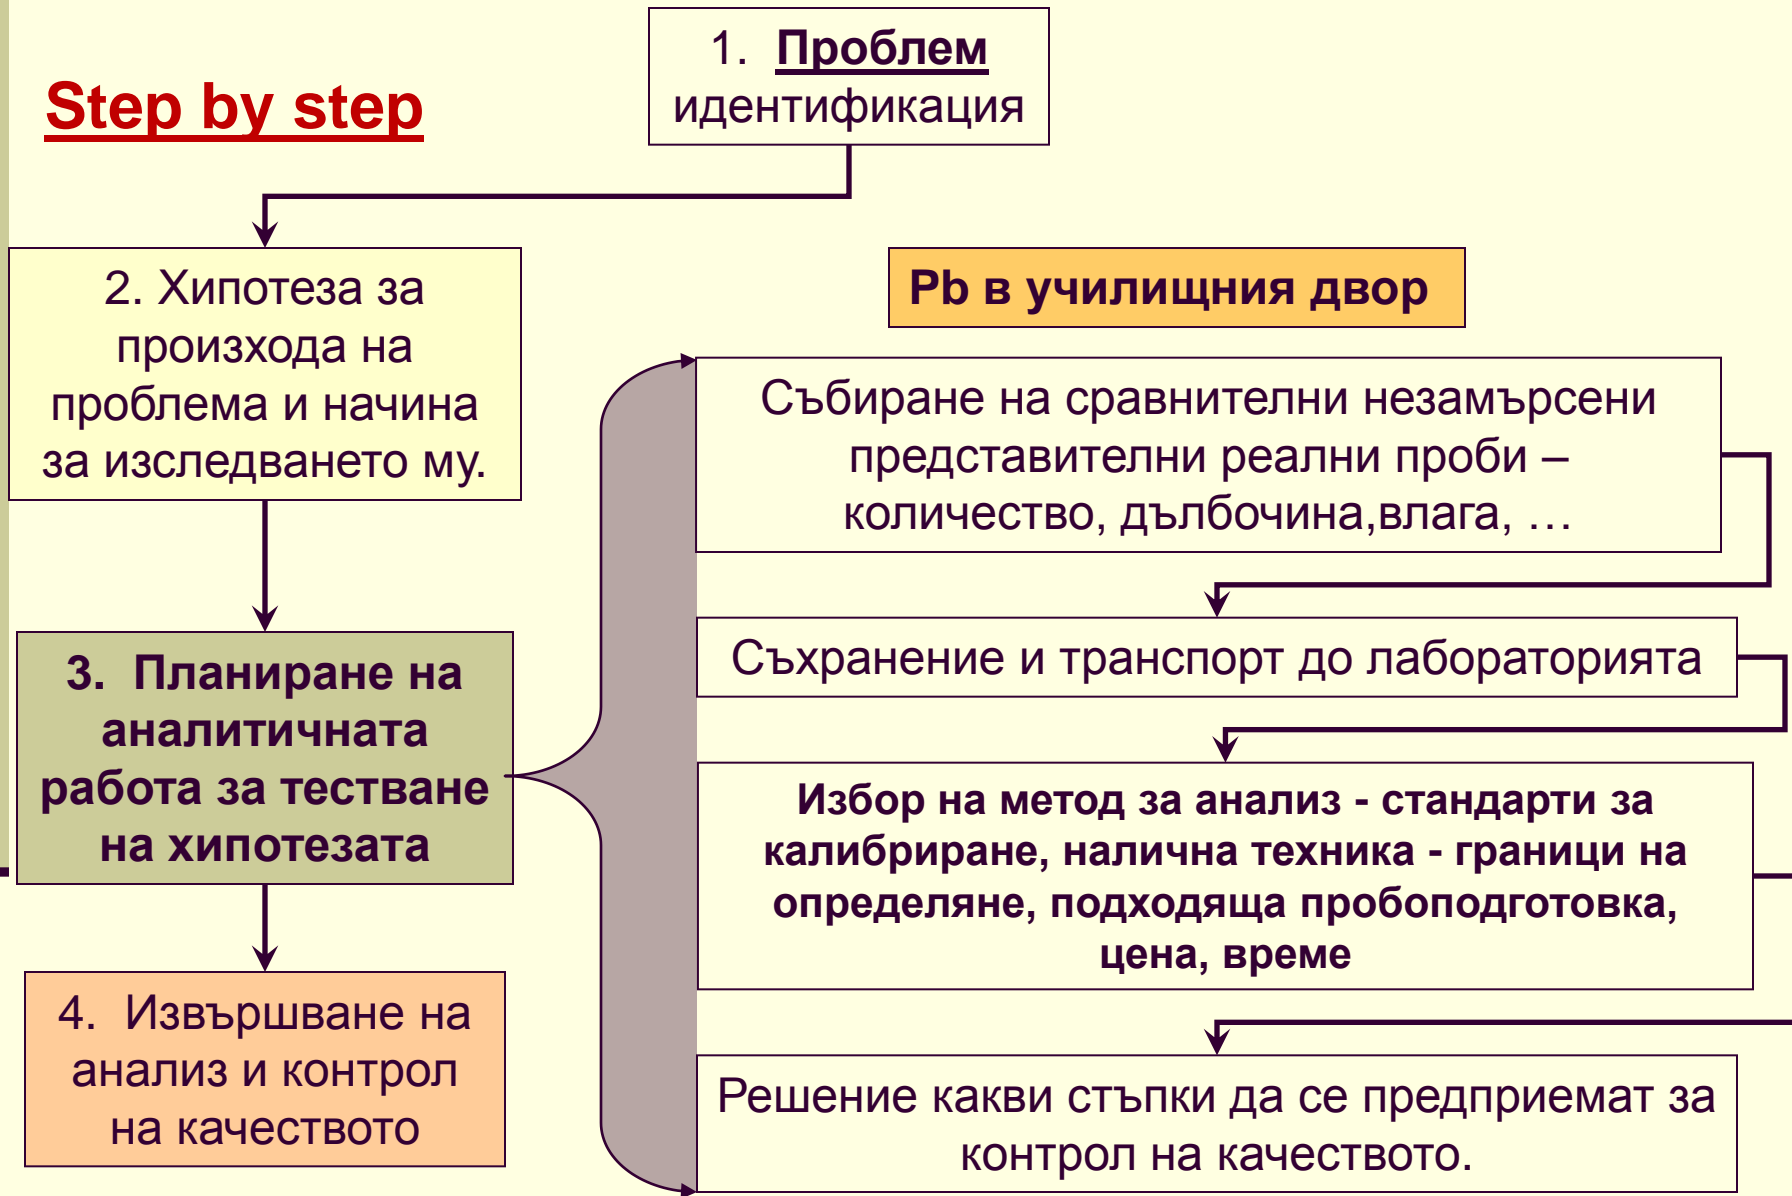 Step by step
1. Проблем
идентификация
2. Хипотеза за
произхода на
проблема и начина
за изследването му.
3. Планиране на
аналитичната
работа за тестване
на хипотезата
4. Извършване на
анализ и контрол
на качеството
Pb в училищния двор
Събиране на сравнителни незамърсени
представителни реални проби –
количество, дълбочина,влага, …
Съхранение и транспорт до лабораторията
Избор на метод за анализ - стандарти за
калибриране, налична техника - граници на
определяне, подходяща пробоподготовка,
цена, време
Решение какви стъпки да се предприемат за
контрол на качеството.